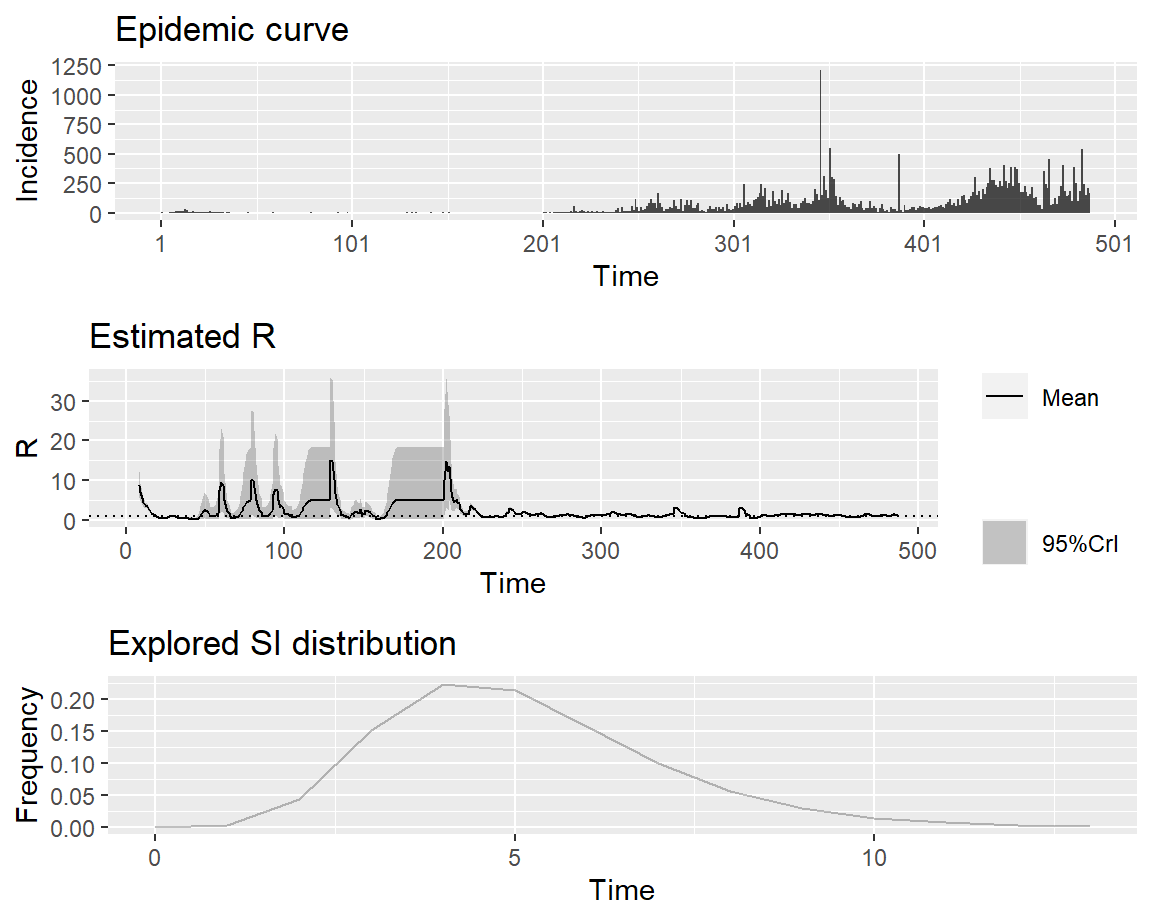 Epidemic curve
1250
1000
750
500
250
0
Incidence
1 101 201 301 401 501
Time
Estimated R
30
20
10
0
R
0 100 200 300 400 500
Time
Mean
95%CrI
Explored SI distribution
0.20
0.15
0.10
0.05
0.00
Frequency
0 5 10
Time